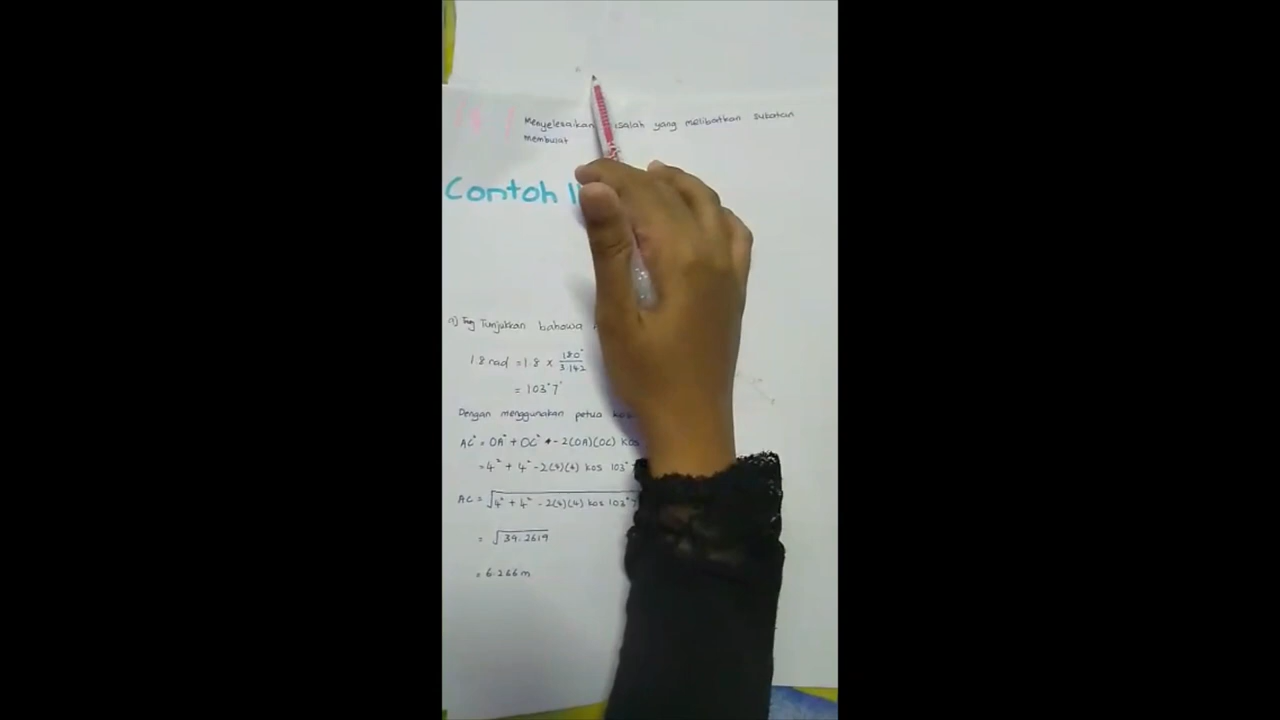 Menyelesaikan yang melibatkan sukatan
membulat
Contoh 1
a) Tunjukkan bahawa
1.8 rad = 1.8 × 180°/3.142
= 103°7'
Dengan menggunakan petua
AC² = OA² + OC² - 2(OA)(OC) kos
= 4² + 4² - 2(4)(4) kos 103°
AC = √4² + 4² - 2(4)(4) kos 103°7
= √39.2619
= 6.266 m